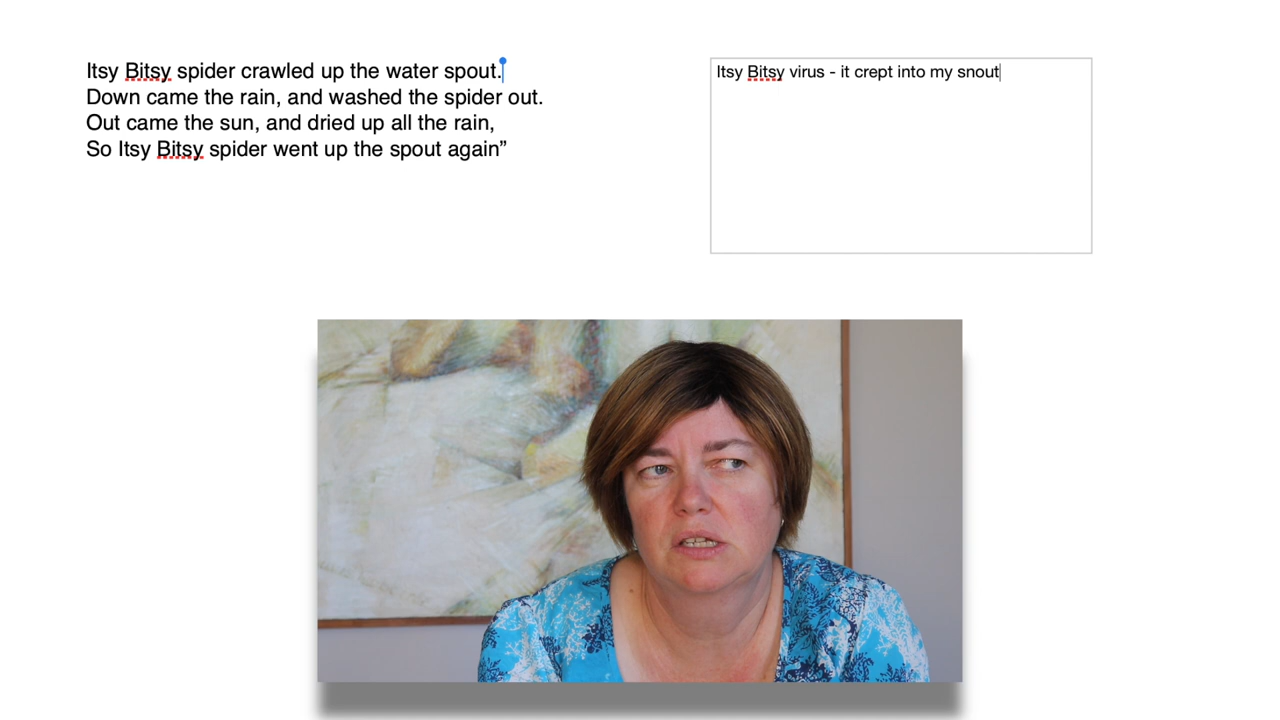 Itsy Bitsy spider crawled up the water spout.
Down came the rain, and washed the spider out.
Out came the sun, and dried up all the rain,
So Itsy Bitsy spider went up the spout again”
Itsy Bitsy virus - it crept into my snout